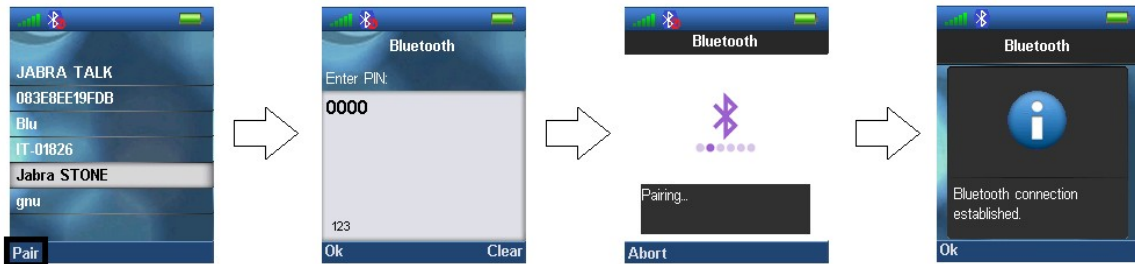 JABRA TALK
083E8EE19FDB
Blu
IT-01826
Jabra STONE
gnu
Pair
Bluetooth
Enter PIN:
0000
123
Ok Clear
Bluetooth
Pairing...
Abort
Bluetooth
i
Bluetooth connection
established.
Ok